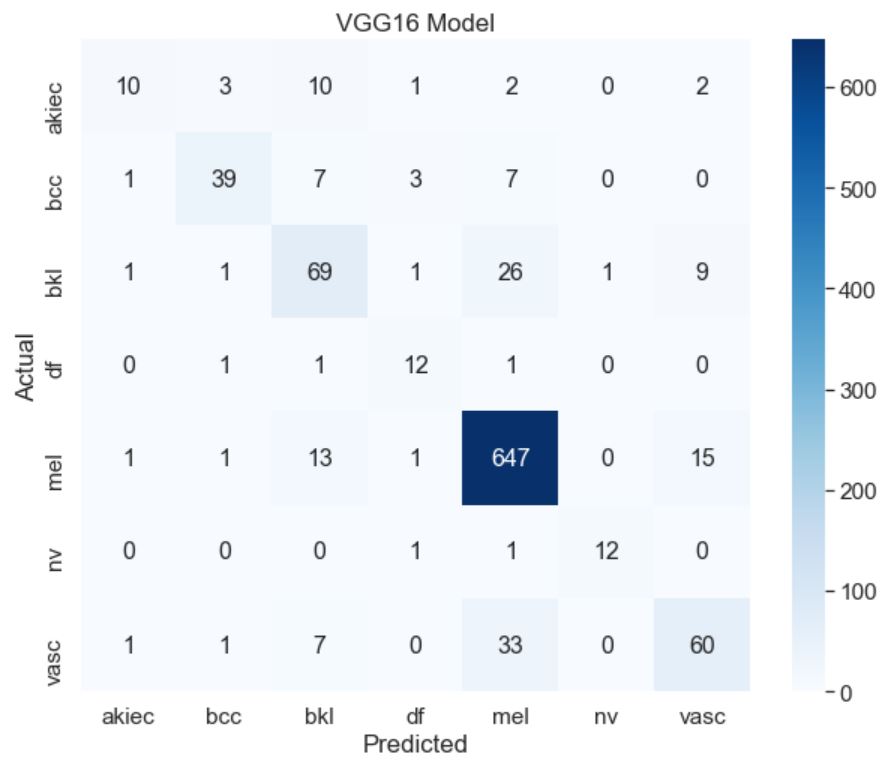 VGG16 Model
akiec 10 3 10 1 2 0 2
bcc 1 39 7 3 7 0 0
bkl 1 1 69 1 26 1 9
df 0 1 1 12 1 0 0
mel 1 1 13 1 647 0 15
nv 0 0 0 1 1 12 0
vasc 1 1 7 0 33 0 60
akiec bcc bkl df mel nv vasc
Predicted
Actual
600
500
400
300
200
100
0